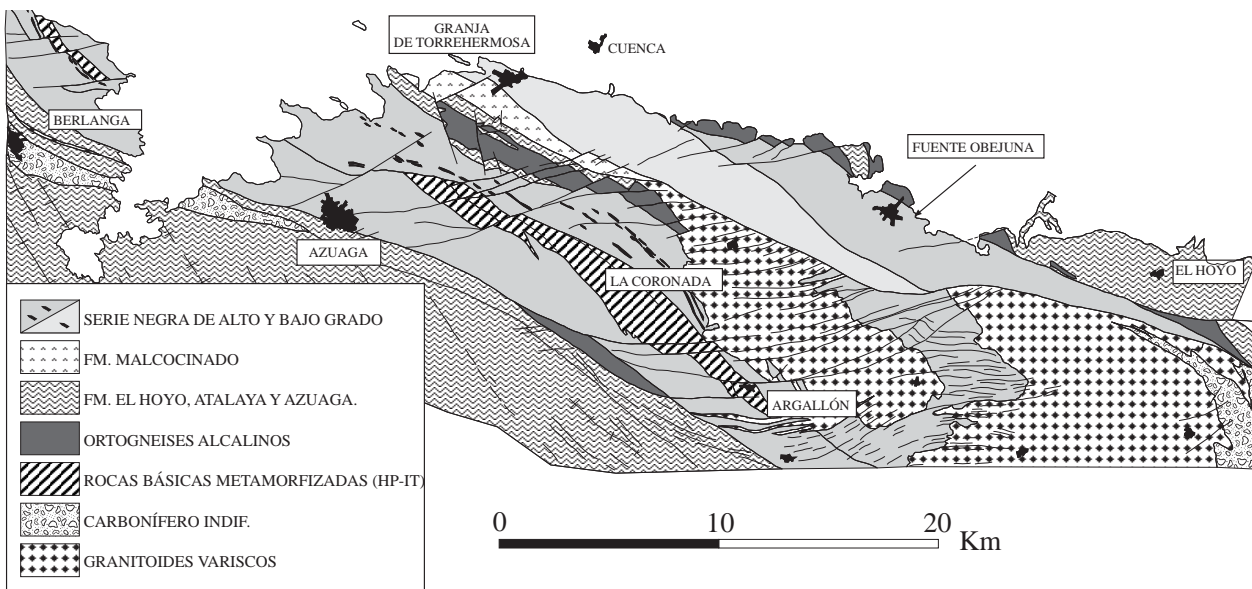 GRANJA
DE TORREHERMOSA
CUENCA
BERLANGA
FUENTE OBEJUNA
AZUAGA
LA CORONADA
EL HOYO
ARGALLÓN
SERIE NEGRA DE ALTO Y BAJO GRADO
FM. MALCOCINADO
FM. EL HOYO, ATALAYA Y AZUAGA.
ORTOGNEISES ALCALINOS
ROCAS BÁSICAS METAMORFIZADAS (HP-IT)
CARBONÍFERO INDIF.
GRANITOIDES VARISCOS
0 10 20
Km